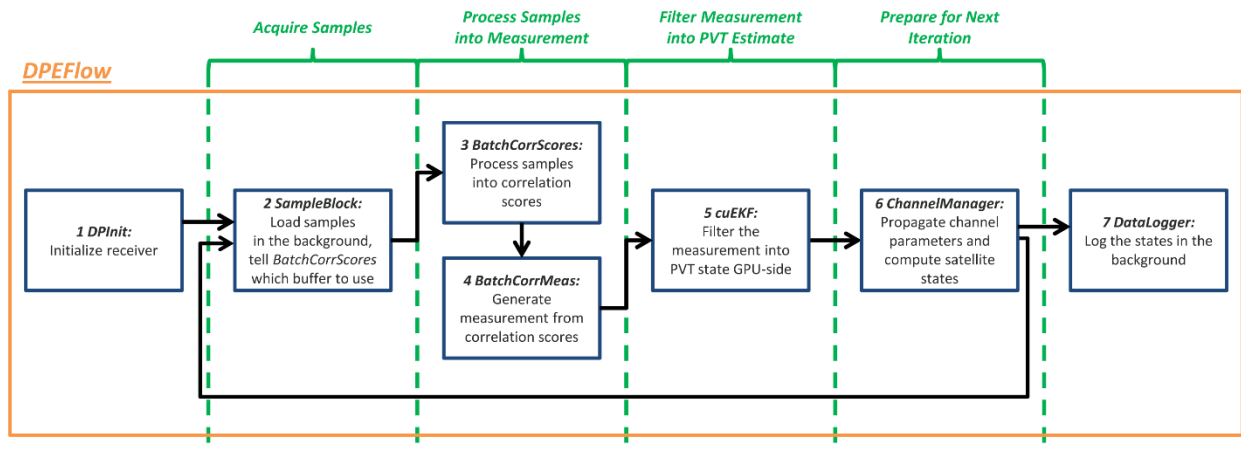 Acquire Samples
Process Samples
into Measurement
Filter Measurement
into PVT Estimate
Prepare for Next
Iteration
DPEFlow
1 DPInit:
Initialize receiver
2 SampleBlock:
Load samples
in the background,
tell BatchCorrScores
which buffer to use
3 BatchCorrScores:
Process samples
into correlation
scores
4 BatchCorrMeas:
Generate
measurement from
correlation scores
5 cuEKF:
Filter the
measurement into
PVT state GPU-side
6 ChannelManager:
Propagate channel
parameters and
compute satellite
states
7 DataLogger:
Log the states in the
background